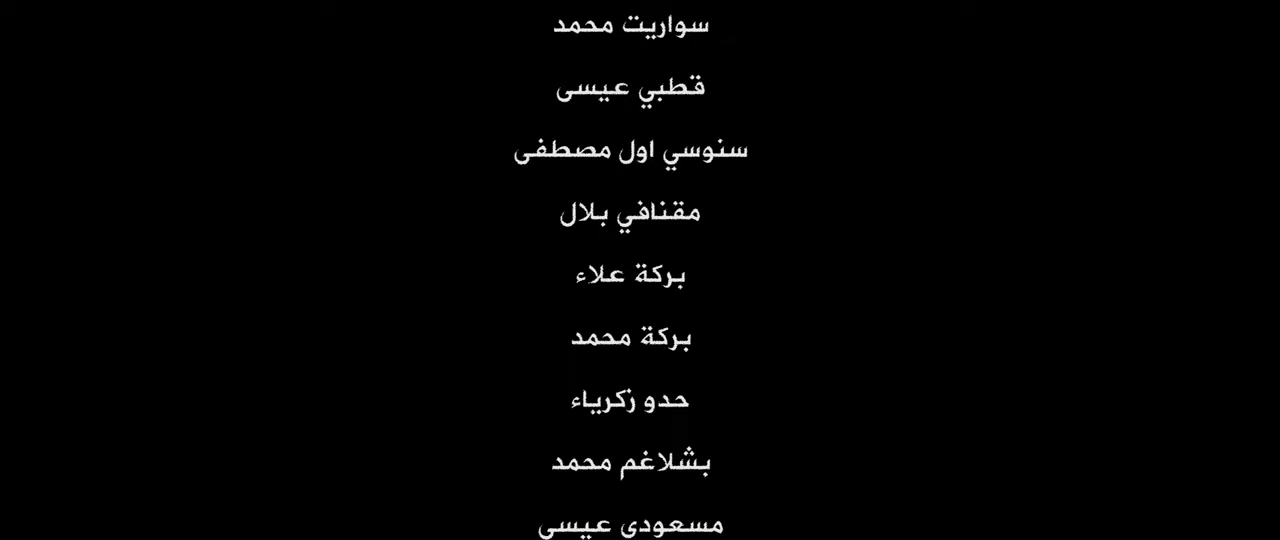 سواريت محمد
قطبي عيسى
سنوسي اول مصطفى
مقنافي بلال
بركة علاء
بركة محمد
حدو زكرياء
بشلاغم محمد
مسعودي عيسى